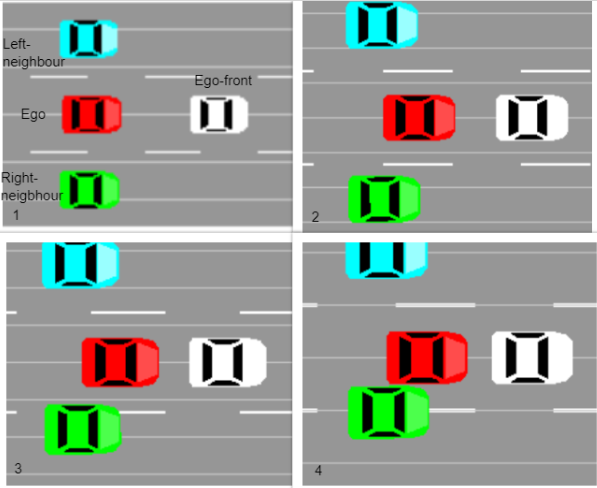 Left-
neighbour
Ego-front
Ego
Right-
neigbhour
1
2
3
4